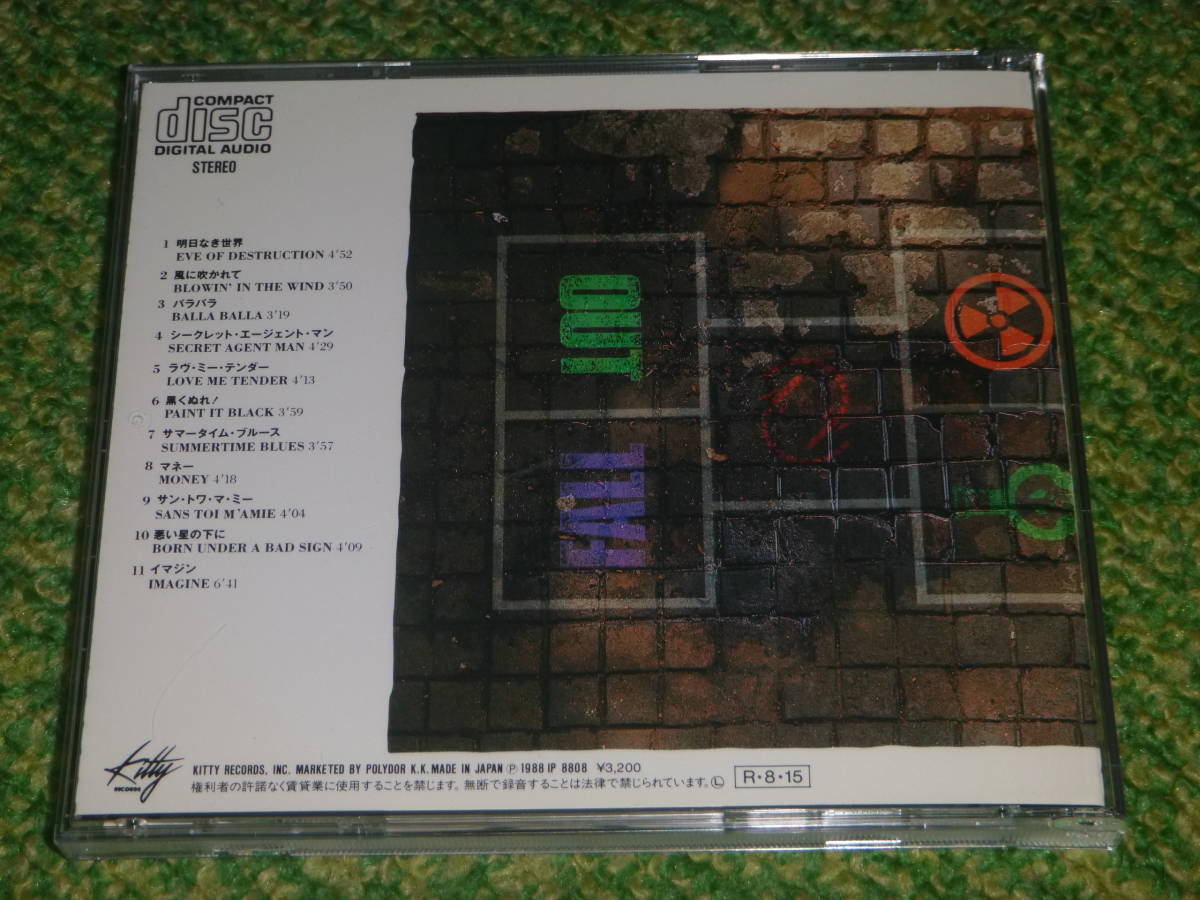 COMPACT
disc
DIGITAL AUDIO
STEREO
1 明日なき世界
EVE OF DESTRUCTION 4'52
2 風に吹かれて
BLOWIN' IN THE WIND 3'50
3 バラバラ
BALLA BALLA 3'19
4 シークレット・エージェント・マン
SECRET AGENT MAN 4'29
5 ラヴ・ミー・テンダー
LOVE ME TENDER 4'13
6 黒くぬれ!
PAINT IT BLACK 3'59
7 サマータイム・ブルース
SUMMERTIME BLUES 3'57
8 マネー
MONEY 4'18
9 サン・トワ・マ・ミー
SANS TOI M'AMIE 4'04
10 悪い星の下に
BORN UNDER A BAD SIGN 4'09
11 イマジン
IMAGINE 6'41
OUT
FALL
Kitty
RECORDS
KITTY RECORDS, INC. MARKETED BY POLYDOR K.K. MADE IN JAPAN Ⓟ 1988 IP 8808 ¥3,200
権利者の許諾なく賃貸業に使用することを禁じます。無断で録音することは法律で禁じられています。Ⓛ
R・8・15